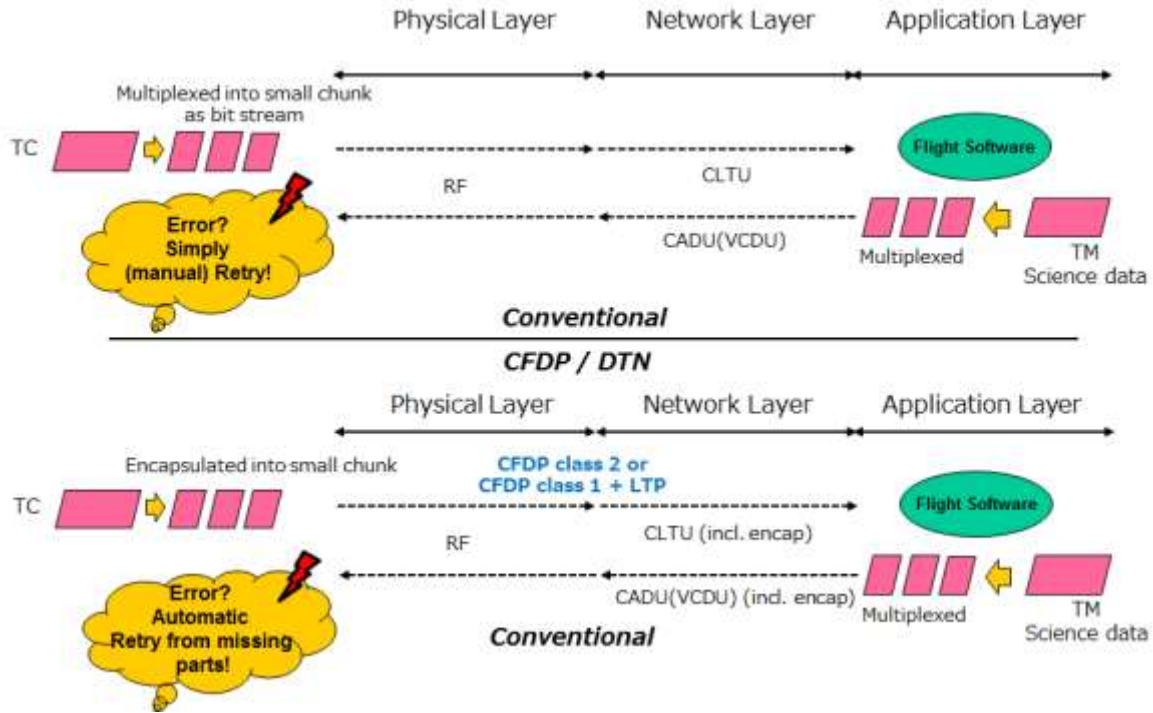 Physical Layer
Network Layer
Application Layer
Multiplexed into small chunk
as bit stream
TC
Flight Software
RF
CLTU
Error?
Simply
(manual) Retry!
CADU(VCDU)
Multiplexed
TM
Science data
Conventional
CFDP / DTN
Physical Layer
Network Layer
Application Layer
Encapsulated into small chunk
CFDP class 2 or
CFDP class 1 + LTP
TC
Flight Software
RF
CLTU (incl. encap)
Error?
Automatic
Retry from missing
parts!
CADU(VCDU) (incl. encap)
Multiplexed
TM
Science data
Conventional